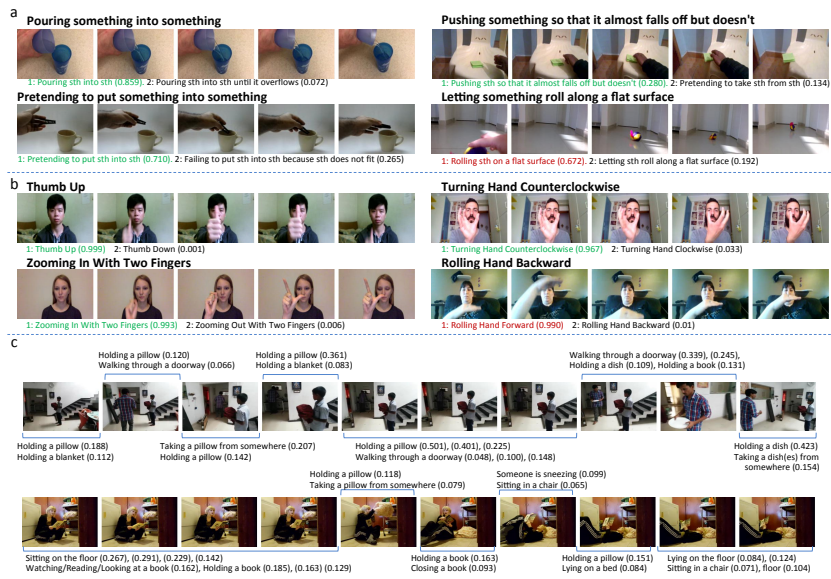 a
Pouring something into something
Pushing something so that it almost falls off but doesn't
1: Pouring sth into sth (0.859). 2: Pouring sth into sth until it overflows (0.072)
1: Pushing sth so that it almost falls off but doesn't (0.280). 2: Pretending to take sth from sth (0.134)
Pretending to put something into something
Letting something roll along a flat surface
1: Pretending to put sth into sth (0.710). 2: Failing to put sth into sth because sth does not fit (0.265)
1: Rolling sth on a flat surface (0.672). 2: Letting sth roll along a flat surface (0.192)
b
Thumb Up
Turning Hand Counterclockwise
1: Thumb Up (0.999) 2: Thumb Down (0.001)
1: Turning Hand Counterclockwise (0.967) 2: Turning Hand Clockwise (0.033)
Zooming In With Two Fingers
Rolling Hand Backward
1: Zooming In With Two Fingers (0.993) 2: Zooming Out With Two Fingers (0.006)
1: Rolling Hand Forward (0.990) 2: Rolling Hand Backward (0.01)
c
Holding a pillow (0.120)
Walking through a doorway (0.066)
Holding a pillow (0.361)
Holding a blanket (0.083)
Walking through a doorway (0.339), (0.245),
Holding a dish (0.109), Holding a book (0.131)
Holding a pillow (0.188)
Holding a blanket (0.112)
Taking a pillow from somewhere (0.207)
Holding a pillow (0.142)
Holding a pillow (0.501), (0.401), (0.225)
Walking through a doorway (0.048), (0.100), (0.148)
Holding a dish (0.423)
Taking a dish(es) from
somewhere (0.154)
Holding a pillow (0.118)
Taking a pillow from somewhere (0.079)
Someone is sneezing (0.099)
Sitting in a chair (0.065)
Sitting on the floor (0.267), (0.291), (0.229), (0.142)
Watching/Reading/Looking at a book (0.162), Holding a book (0.185), (0.163) (0.129)
Holding a book (0.163)
Closing a book (0.093)
Holding a pillow (0.151)
Lying on a bed (0.084)
Lying on the floor (0.084), (0.124)
Sitting in a chair (0.071), floor (0.104)